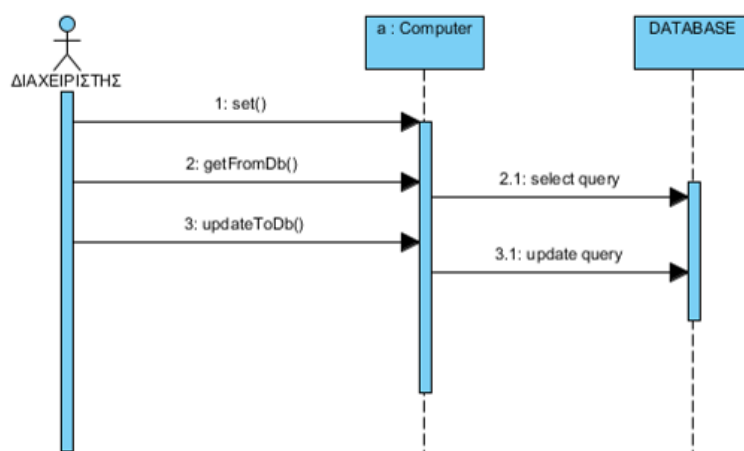 a : Computer
DATABASE
ΔΙΑΧΕΙΡΙΣΤΗΣ
1: set()
2: getFromDb()
2.1: select query
3: updateToDb()
3.1: update query